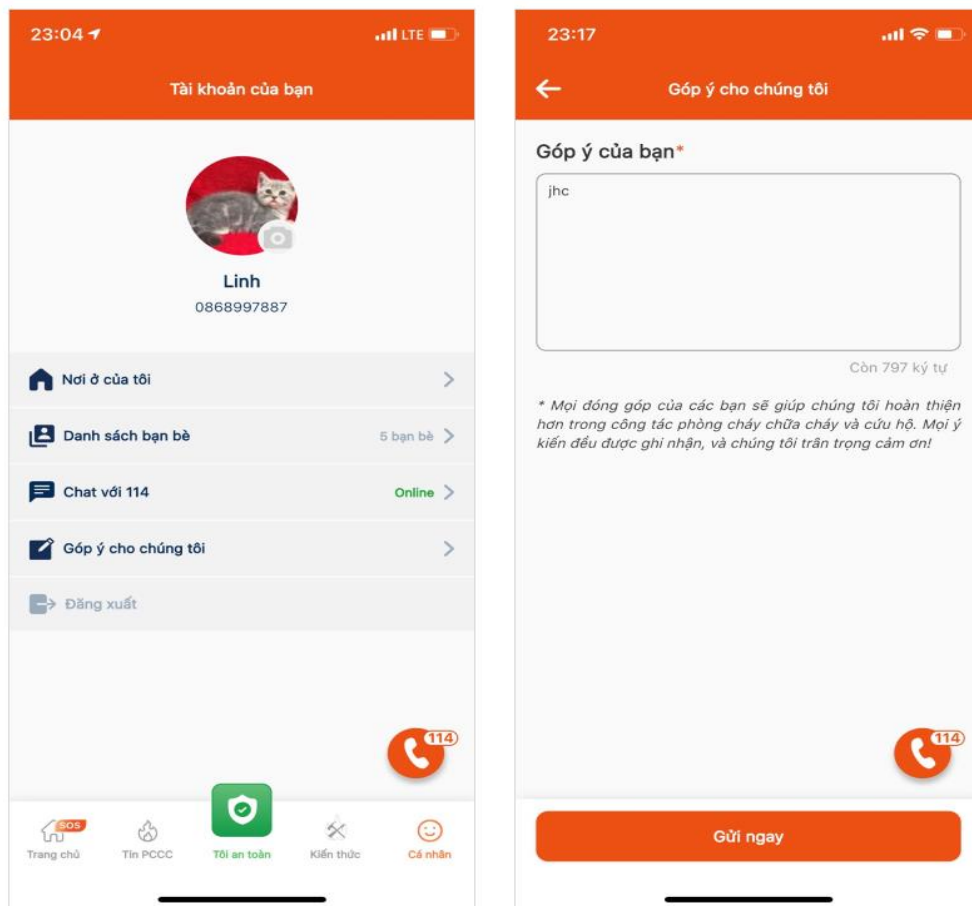 23:04
LTE
Tài khoản của bạn
Linh
0868997887
Nơi ở của tôi
Danh sách bạn bè
5 bạn bè
Chat với 114
Online
Góp ý cho chúng tôi
Đăng xuất
114
SOS
Trang chủ
Tin PCCC
Tôi an toàn
Kiến thức
Cá nhân
23:17
Góp ý cho chúng tôi
Góp ý của bạn*
jhc
Còn 797 ký tự
* Mọi đóng góp của các bạn sẽ giúp chúng tôi hoàn thiện
hơn trong công tác phòng cháy chữa cháy và cứu hộ. Mọi ý
kiến đều được ghi nhận, và chúng tôi trân trọng cảm ơn!
114
Gửi ngay